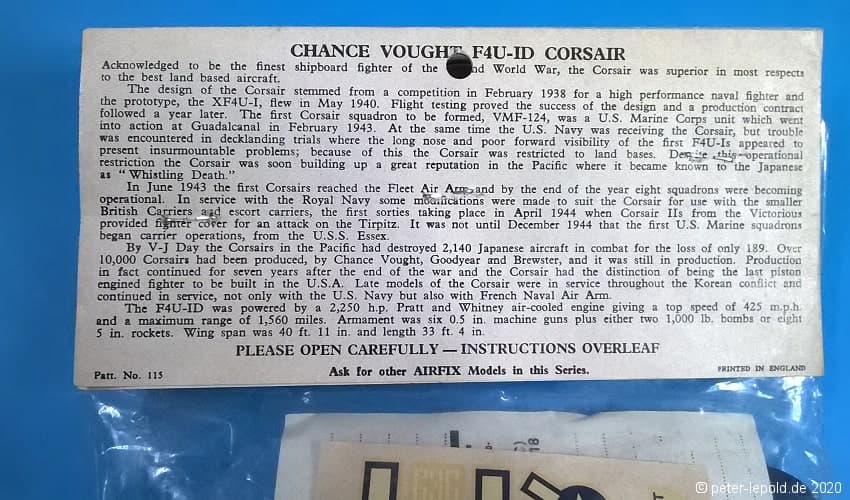 CHANCE VOUGHT F4U-ID CORSAIR
Acknowledged to be the finest shipboard fighter of the nd World War, the Corsair was superior in most respects
to the best land based aircraft.
The design of the Corsair stemmed from a competition in February 1938 for a high performance naval fighter and
the prototype, the XF4U-I, flew in May 1940. Flight testing proved the success of the design and a production contract
followed a year later. The first Corsair squadron to be formed, VMF-124, was a U.S. Marine Corps unit which went
into action at Guadalcanal in February 1943. At the same time the U.S. Navy was receiving the Corsair, but trouble
was encountered in decklanding trials where the long nose and poor forward visibility of the first F4U-Is appeared to
present insurmountable problems; because of this the Corsair was restricted to land bases. Despite this operational
restriction the Corsair was soon building up a great reputation in the Pacific where it became known to the Japanese
as "Whistling Death."
In June 1943 the first Corsairs reached the Fleet Air Arm and by the end of the year eight squadrons were becoming
operational. In service with the Royal Navy some modifications were made to suit the Corsair for use with the smaller
British Carriers and escort carriers, the first sorties taking place in April 1944 when Corsair IIs from the Victorious
provided fighter cover for an attack on the Tirpitz. It was not until December 1944 that the first U.S. Marine squadrons
began carrier operations, from the U.S.S. Essex.
By V-J Day the Corsairs in the Pacific had destroyed 2,140 Japanese aircraft in combat for the loss of only 189. Over
10,000 Corsairs had been produced, by Chance Vought, Goodyear and Brewster, and it was still in production. Production
in fact continued for seven years after the end of the war and the Corsair had the distinction of being the last piston
engined fighter to be built in the U.S.A. Late models of the Corsair were in service throughout the Korean conflict and
continued in service, not only with the U.S. Navy but also with French Naval Air Arm.
The F4U-ID was powered by a 2,250 h.p. Pratt and Whitney air-cooled engine giving a top speed of 425 m.p.h.
and a maximum range of 1,560 miles. Armament was six 0.5 in. machine guns plus either two 1,000 lb. bombs or eight
5 in. rockets. Wing span was 40 ft. 11 in. and length 33 ft. 4 in.
PLEASE OPEN CAREFULLY — INSTRUCTIONS OVERLEAF
Patt. No. 115
Ask for other AIRFIX Models in this Series.
PRINTED IN ENGLAND
© peter-lepold.de 2020